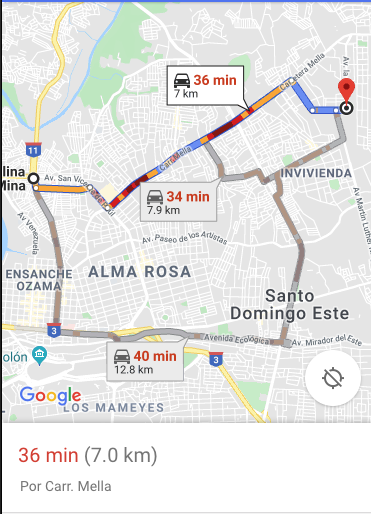 36 min
7 km
Carretera Mella
Av. la
11
lina
Mina
Av. San Vice
Carr. Mella
34 min
7.9 km
INVIVIENDA
Av. Venezuela
Av. Paseo de los Artistas
Av. Martín Luther
ENSANCHE
OZAMA
ALMA ROSA
Santo
Domingo Este
3
Avenida Ecológica
Av. Mirador del Este
olón
40 min
12.8 km
3
Google
LOS MAMEYES
36 min (7.0 km)
Por Carr. Mella